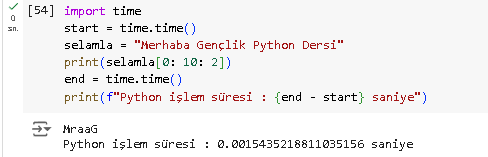 [54] import time
0 sn.
start = time.time()
selamla = "Merhaba Gençlik Python Dersi"
print(selamla[0: 10: 2])
end = time.time()
print(f"Python işlem süresi : {end - start} saniye")
MraaG
Python işlem süresi : 0.0015435218811035156 saniye